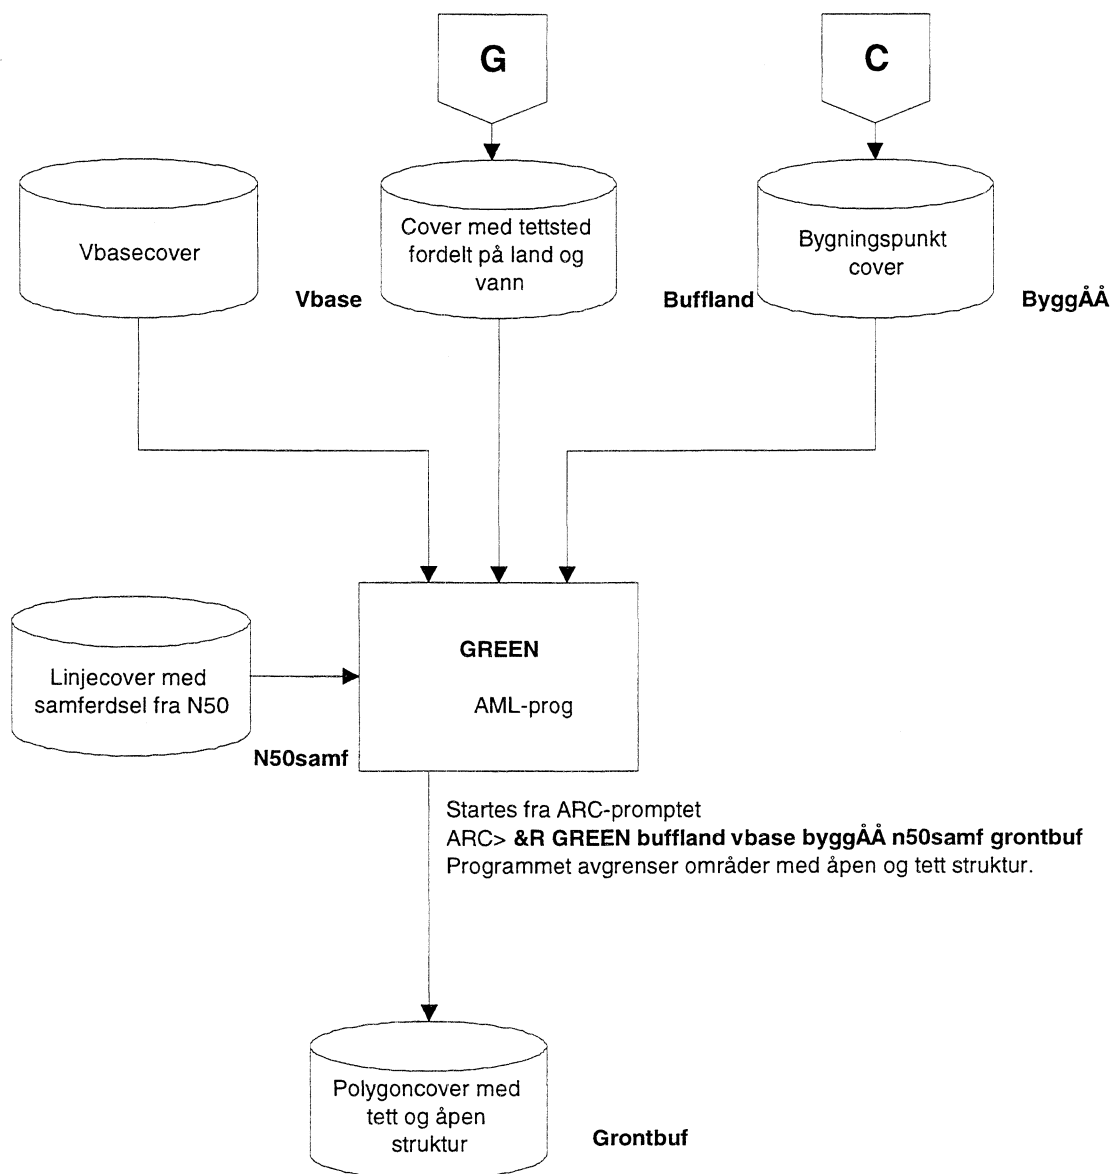 G
C
Vbasecover
Vbase
Cover med tettsted
fordelt på land og
vann
Buffland
Bygningspunkt
cover
ByggÅÅ
GREEN
AML-prog
Linjecover med
samferdsel fra N50
N50samf
Startes fra ARC-promptet
ARC> &R GREEN buffland vbase byggÅÅ n50samf grontbuf
Programmet avgrenser områder med åpen og tett struktur.
Polygoncover med
tett og åpen
struktur
Grontbuf